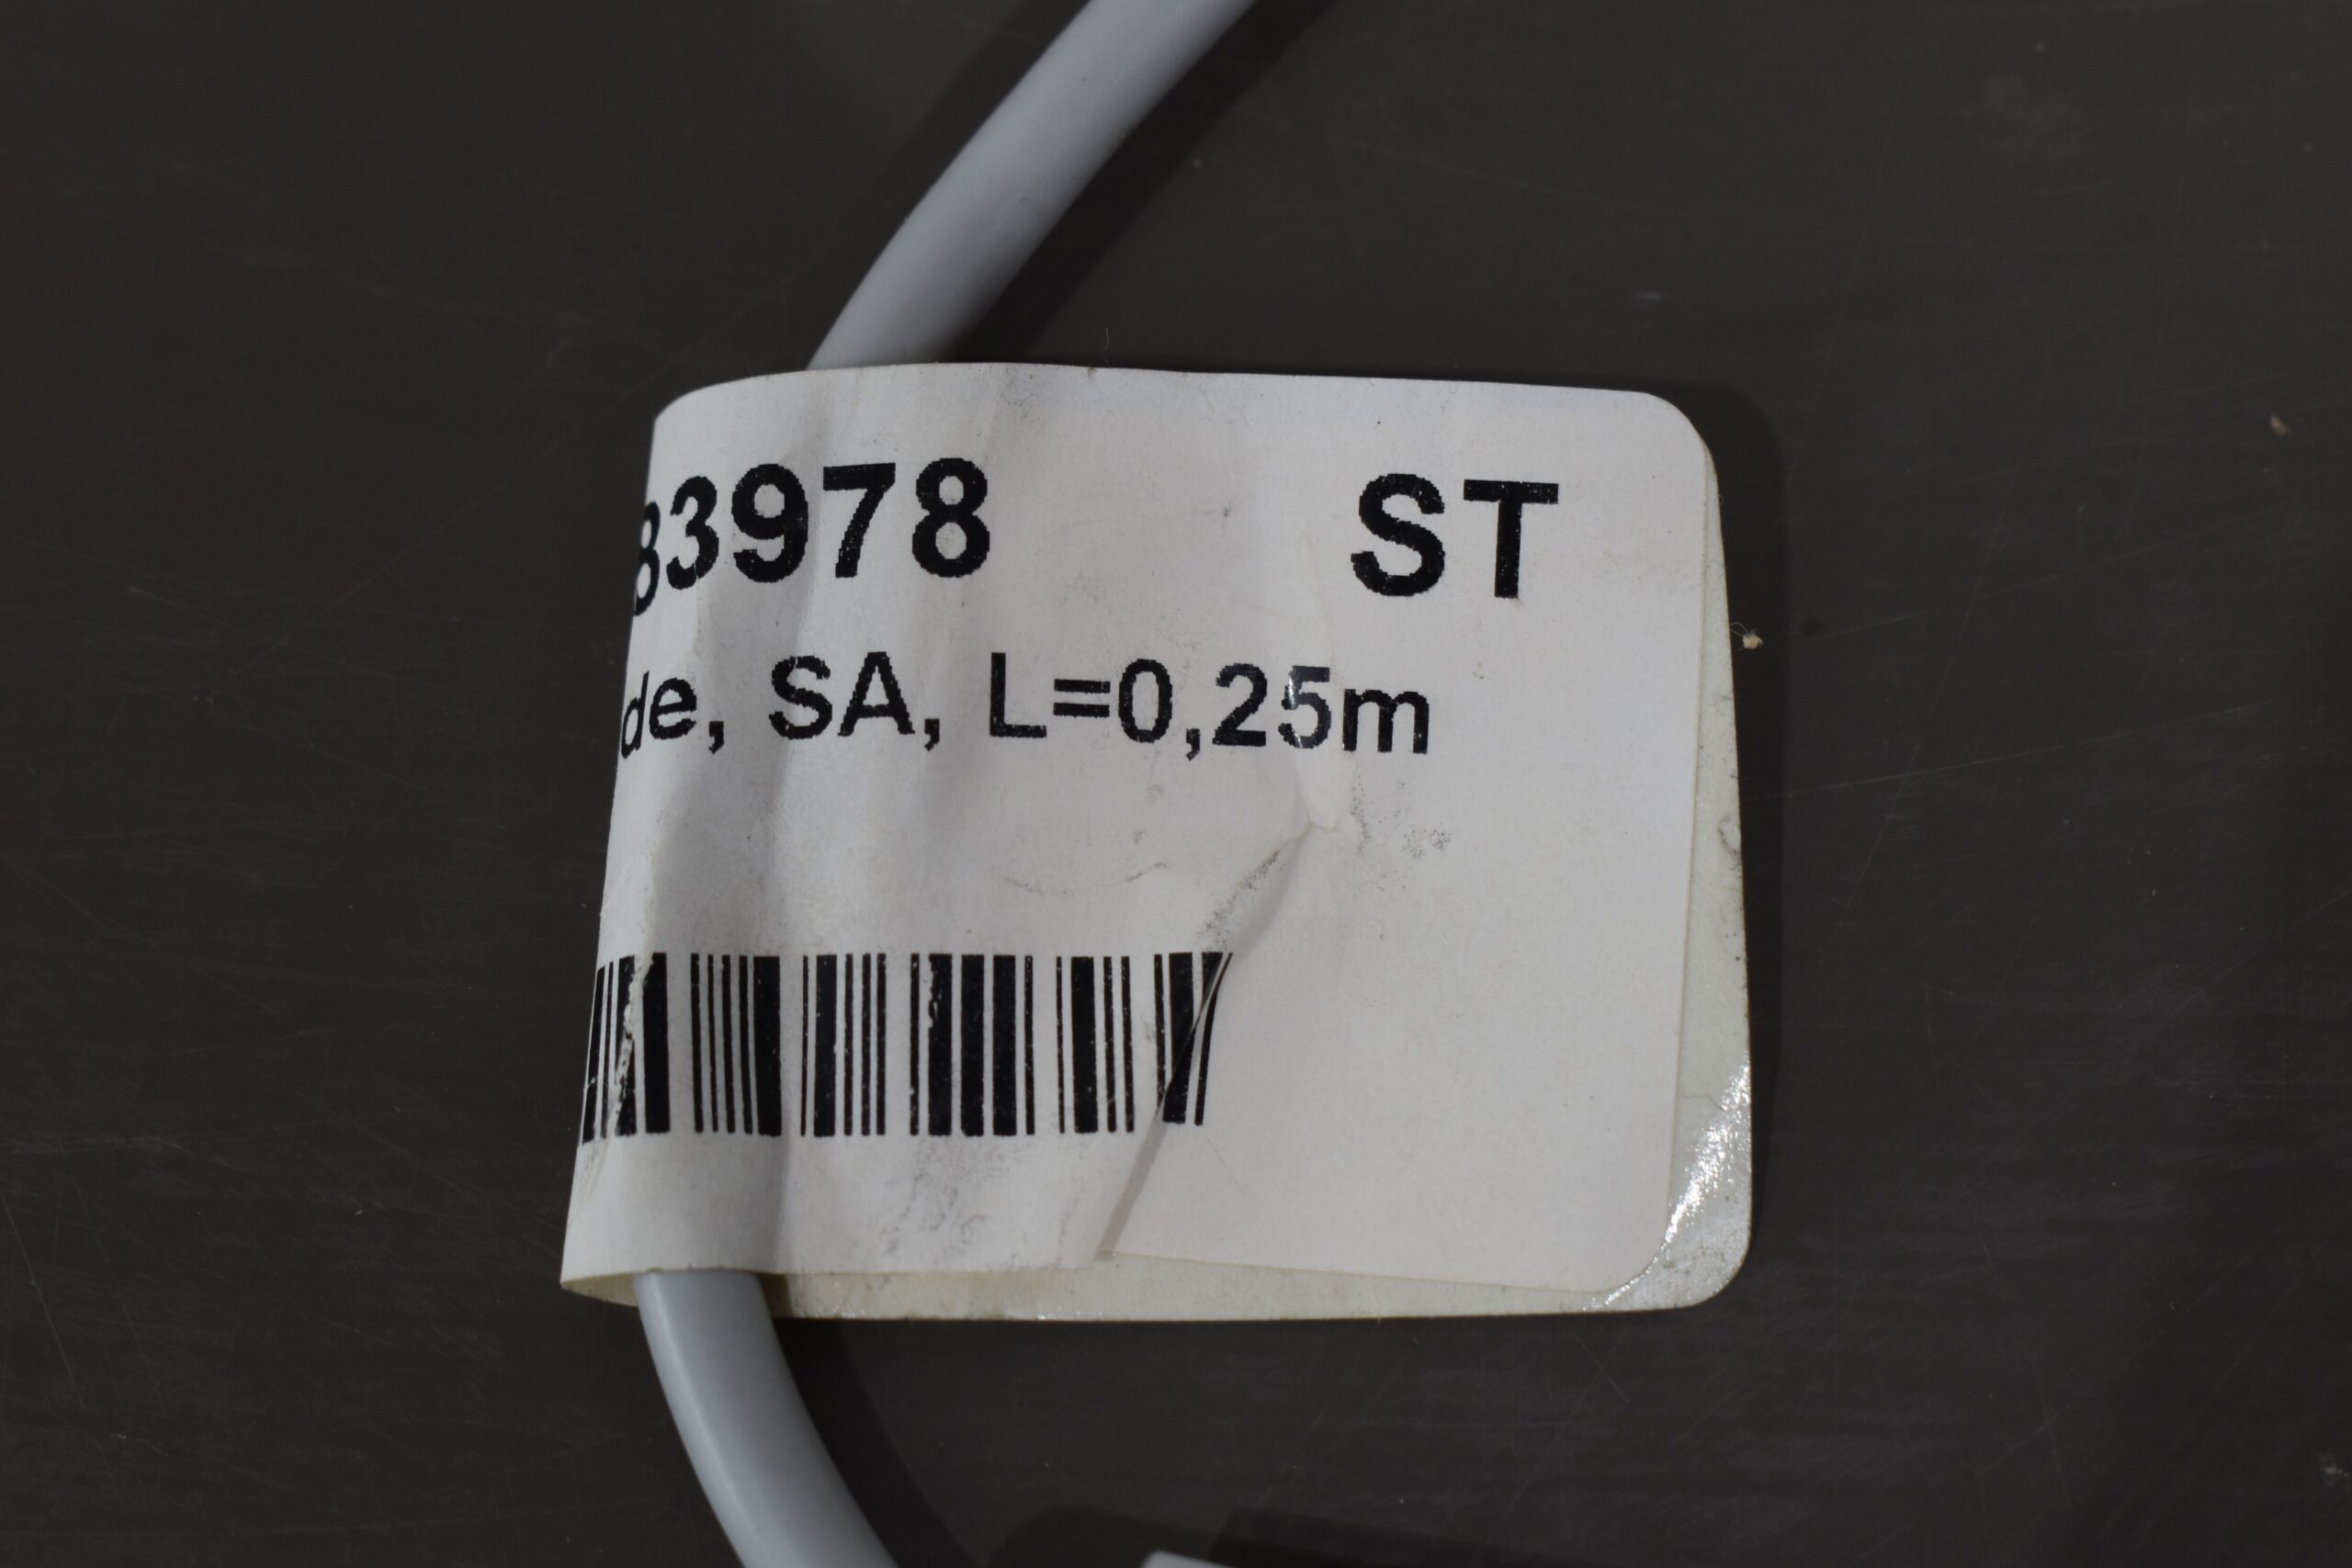 83978 ST
de, SA, L=0,25m